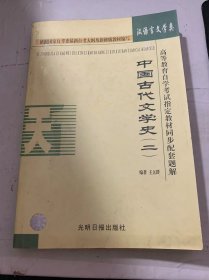 汉语言文学类
高等教育自学考试指定教材同步配套题解
中国古代文学史(二)
光明日报出版社